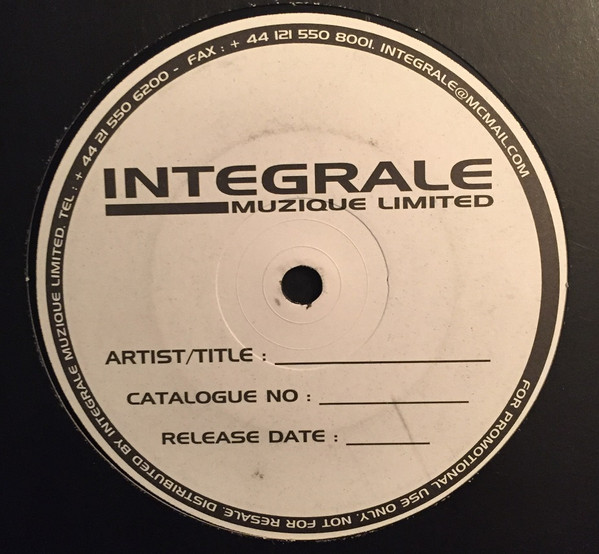 INTEGRALE
MUZIQUE LIMITED
ARTIST/TITLE : 
CATALOGUE NO : 
RELEASE DATE : 
FOR PROMOTIONAL USE ONLY. NOT FOR RESALE. DISTRIBUTED BY INTEGRALE MUZIQUE LIMITED. TEL : + 44 21 550 6200 - FAX : + 44 121 550 8001. INTEGRALE@MCMAIL.COM